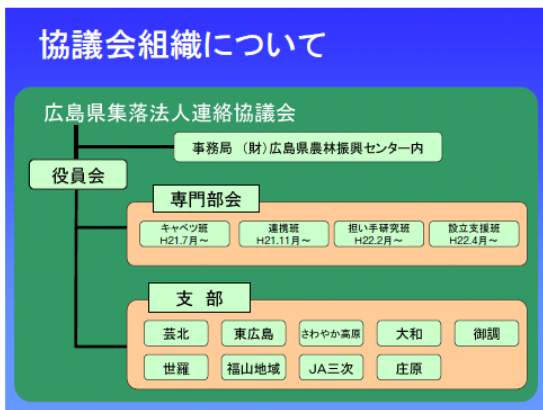 協議会組織について
広島県集落法人連絡協議会
事務局 (財)広島県農林振興センター内
役員会
専門部会
キャベツ班
H21.7月～
連携班
H21.11月～
担い手研究班
H22.2月～
設立支援班
H22.4月～
支 部
芸北
東広島
さわやか高原
大和
御調
世羅
福山地域
JA三次
庄原